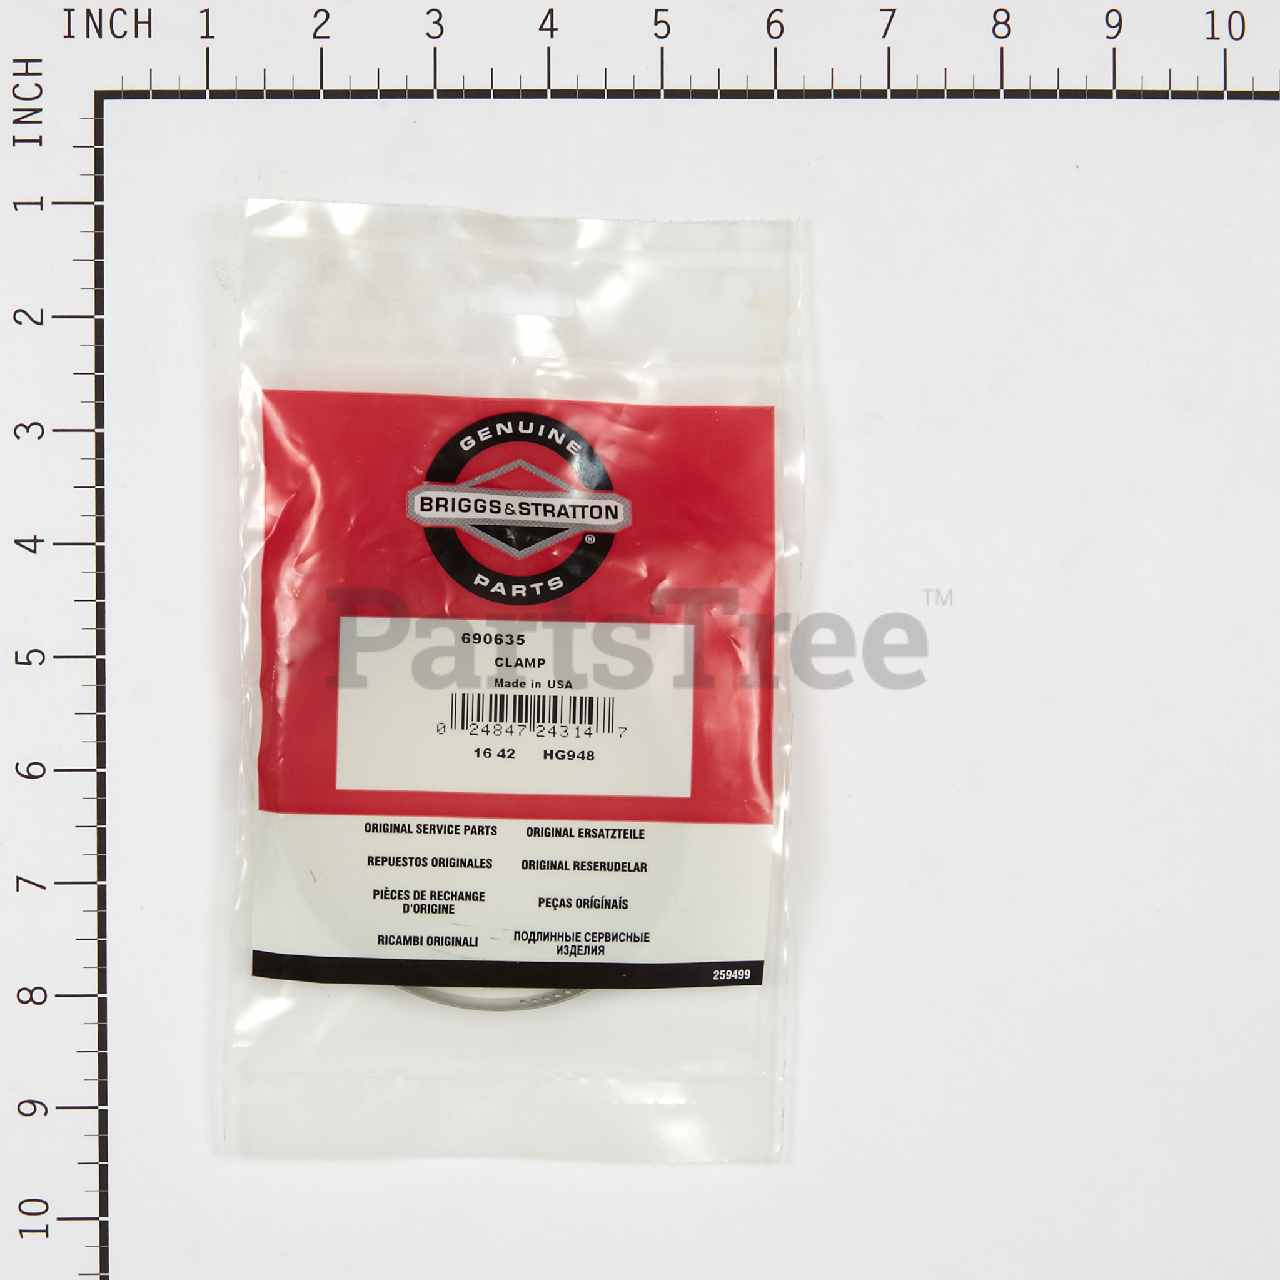 INCH 1 2 3 4 5 6 7 8 9 10
INCH 1 2 3 4 5 6 7 8 9 10
GENUINE
BRIGGS&STRATTON
®
PARTS
PartsTree™
690635
CLAMP
Made in USA
0 24847 24314 7
16 42 HG948
ORIGINAL SERVICE PARTS ORIGINAL ERSATZTEILE
REPUESTOS ORIGINALES ORIGINAL RESERUDELAR
PIÈCES DE RECHANGE
D'ORIGINE
PEÇAS ORÍGÍNAÍS
RICAMBI ORIGINALI
ПОДЛИННЫЕ СЕРВИСНЫЕ
ИЗДЕЛИЯ
259499